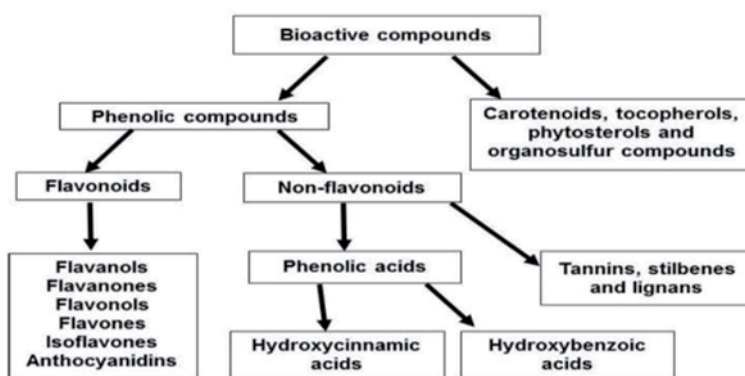 Bioactive compounds
Phenolic compounds
Carotenoids, tocopherols,
phytosterols and
organosulfur compounds
Flavonoids
Non-flavonoids
Flavanols
Flavanones
Flavonols
Flavones
Isoflavones
Anthocyanidins
Phenolic acids
Tannins, stilbenes
and lignans
Hydroxycinnamic
acids
Hydroxybenzoic
acids